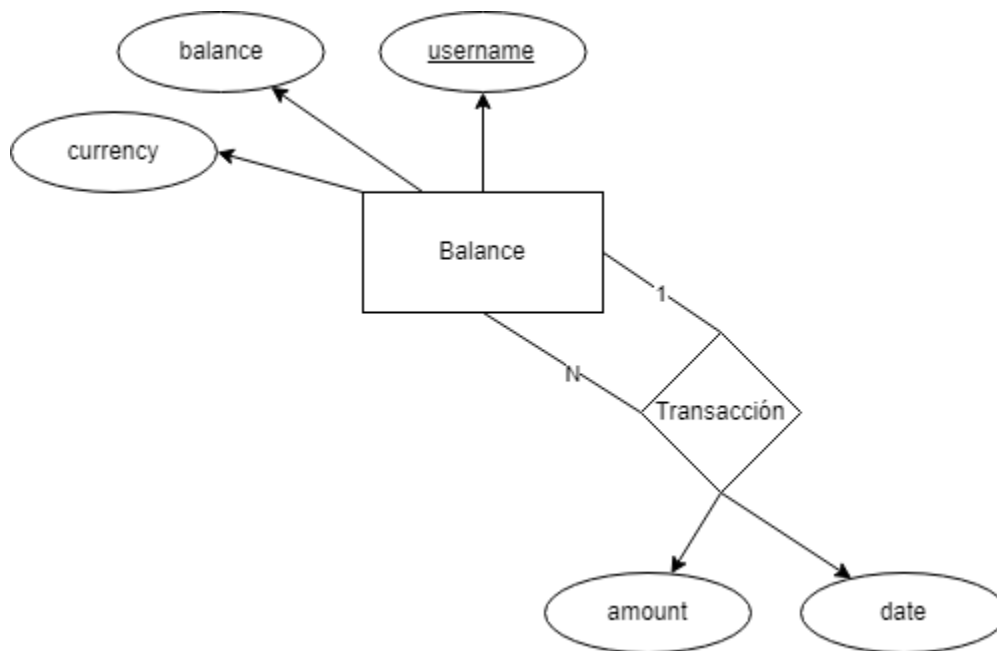 balance
username
currency
Balance
1
N
Transacción
amount
date